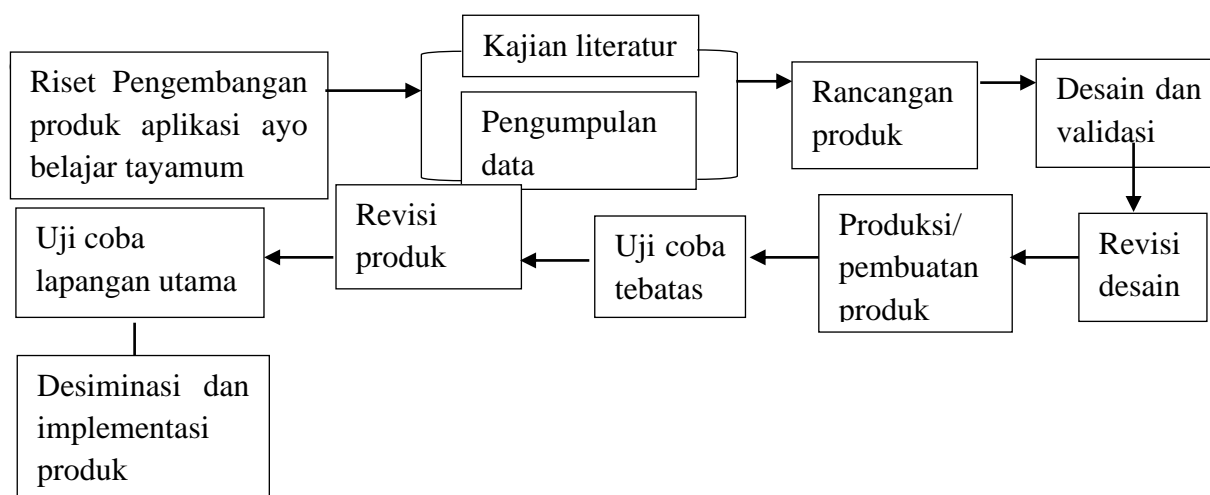 Riset Pengembangan
produk aplikasi ayo
belajar tayamum
Kajian literatur
Pengumpulan
data
Rancangan
produk
Desain dan
validasi
Revisi
desain
Produksi/
pembuatan
produk
Uji coba
tebatas
Revisi
produk
Uji coba
lapangan utama
Desiminasi dan
implementasi
produk